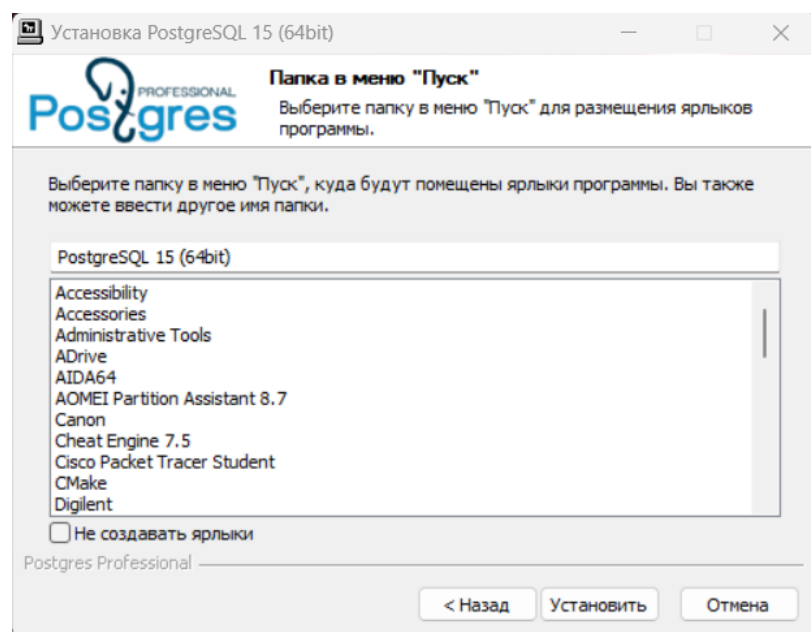 Установка PostgreSQL 15 (64bit)
PROFESSIONAL
Postgres
Папка в меню "Пуск"
Выберите папку в меню "Пуск" для размещения ярлыков
программы.
Выберите папку в меню "Пуск", куда будут помещены ярлыки программы. Вы также
можете ввести другое имя папки.
PostgreSQL 15 (64bit)
Accessibility
Accessories
Administrative Tools
ADrive
AIDA64
AOMEI Partition Assistant 8.7
Canon
Cheat Engine 7.5
Cisco Packet Tracer Student
CMake
Digilent
Не создавать ярлыки
Postgres Professional
< Назад Установить Отмена